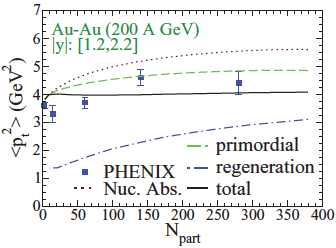 7
6
5
4
3
2
1
0
<p_t^2> (GeV^2)
Au-Au (200 A GeV)
|y|: [1.2,2.2]
primordial
PHENIX
regeneration
Nuc. Abs.
total
0 50 100 150 200 250 300 350 400
N_part